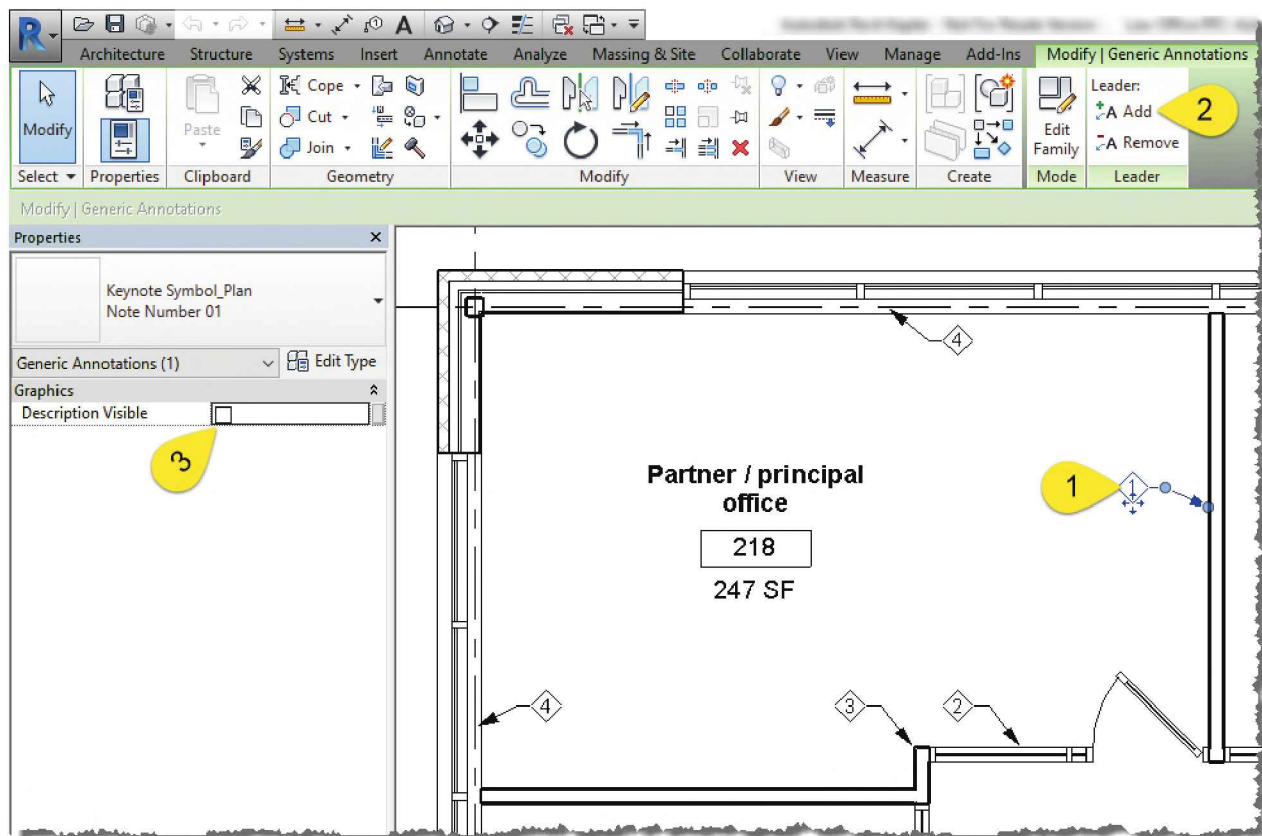 R
A
Architecture Structure Systems Insert Annotate Analyze Massing & Site Collaborate View Manage Add-Ins Modify | Generic Annotations
Modify
Paste
Cope
Cut
Join
Edit
Family
Leader:
A Add
A Remove
2
Select Properties Clipboard Geometry Modify View Measure Create Mode Leader
Modify | Generic Annotations
Properties
Keynote Symbol_Plan
Note Number 01
Generic Annotations (1)
Edit Type
Graphics
Description Visible
3
4
Partner / principal
office
218
247 SF
1
1
4
3
2